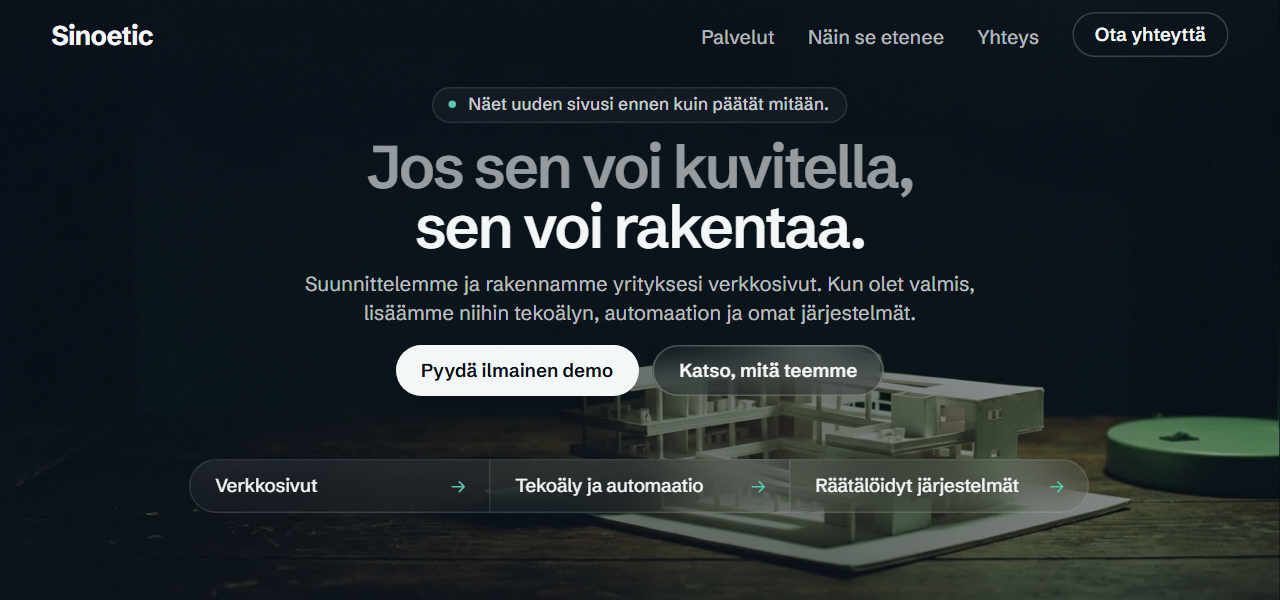 Sinoetic
Palvelut
Näin se etenee
Yhteys
Ota yhteyttä
Näet uuden sivusi ennen kuin päätät mitään.
Jos sen voi kuvitella,
sen voi rakentaa.
Suunnittelemme ja rakennamme yrityksesi verkkosivut. Kun olet valmis,
lisäämme niihin tekoälyn, automaation ja omat järjestelmät.
Pyydä ilmainen demo
Katso, mitä teemme
Verkkosivut
Tekoäly ja automaatio
Räätälöidyt järjestelmät